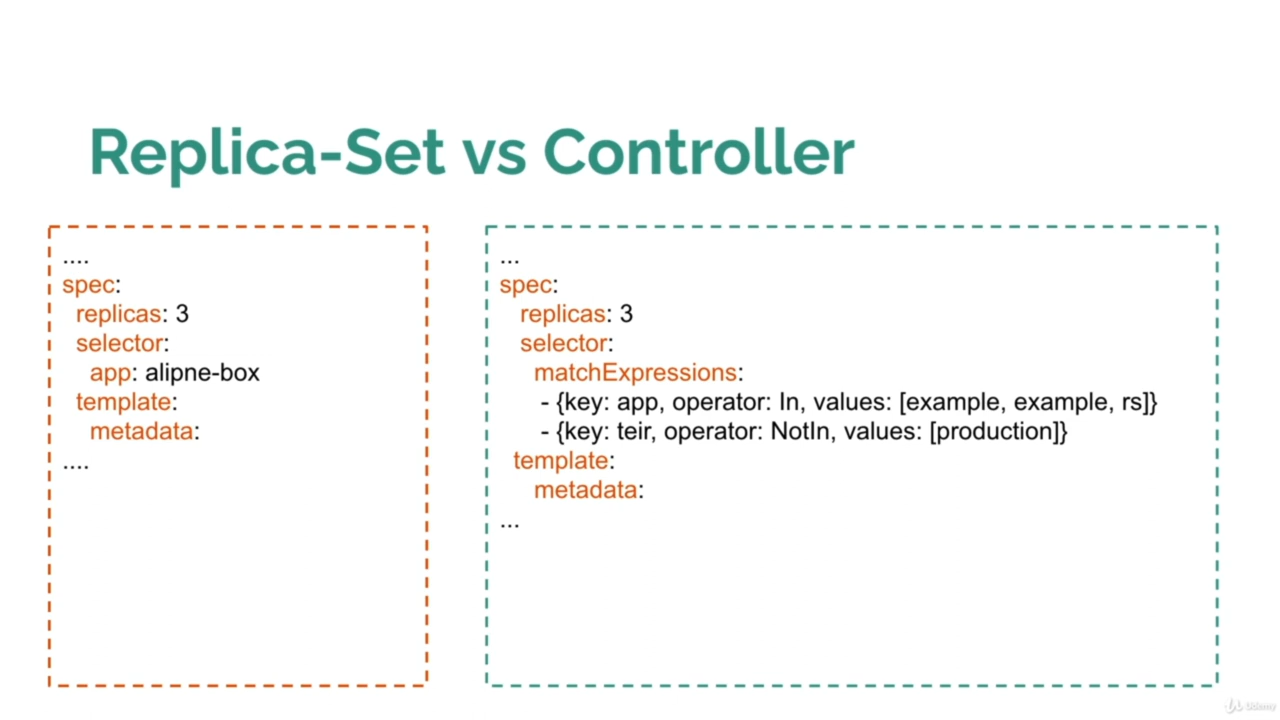 Replica-Set vs Controller
....
spec:
replicas: 3
selector:
app: alipne-box
template:
metadata:
....
...
spec:
replicas: 3
selector:
matchExpressions:
- {key: app, operator: In, values: [example, example, rs]}
- {key: teir, operator: NotIn, values: [production]}
template:
metadata:
...
Udemy